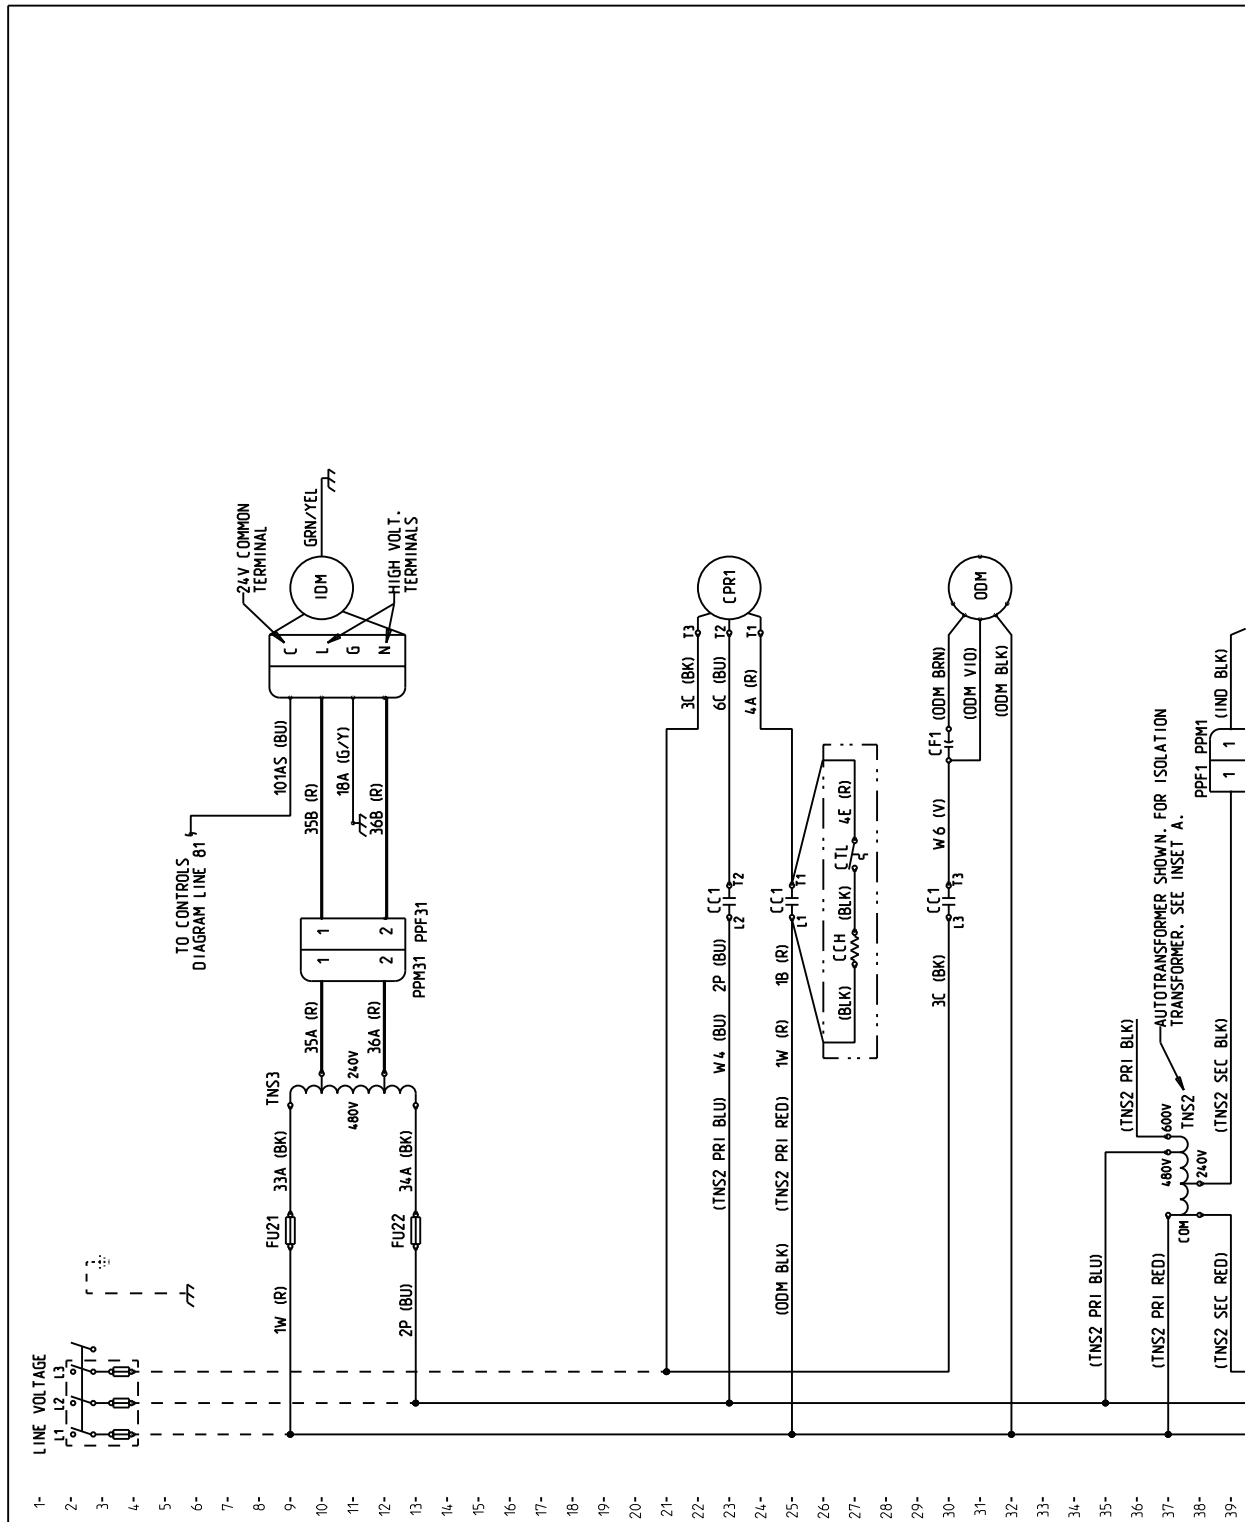 LINE VOLTAGE
L1
L2
L3
1-
2-
3-
4-
5-
6-
7-
8-
9-
10-
11-
12-
13-
14-
15-
16-
17-
18-
19-
20-
21-
22-
23-
24-
25-
26-
27-
28-
29-
30-
31-
32-
33-
34-
35-
36-
37-
38-
39-
1W (R)
FU21
33A (BK)
TNS3
2P (BU)
FU22
34A (BK)
480V
240V
35A (R)
36A (R)
PPM31
PPF31
1
1
2
2
TO CONTROLS
DIAGRAM LINE 81
101AS (BU)
35B (R)
18A (G/Y)
36B (R)
C
L
G
N
24V COMMON
TERMINAL
IDM
GRN/YEL
HIGH VOLT.
TERMINALS
3C (BK)
T3
(TNS2 PRI BLU)
W4 (BU)
2P (BU)
CC1
L2
T2
6C (BU)
T2
CPR1
(ODM BLK)
(TNS2 PRI RED)
1W (R)
1B (R)
CC1
L1
T1
4A (R)
T1
(BLK)
CCH
(BLK)
CTL
4E (R)
3C (BK)
CC1
L3
T3
W6 (V)
CF1
(ODM BRN)
(ODM VIO)
(ODM BLK)
ODM
(TNS2 PRI BLU)
(TNS2 PRI RED)
(TNS2 SEC RED)
COM
480V
600V
240V
TNS2
(TNS2 PRI BLK)
AUTOTRANSFORMER SHOWN. FOR ISOLATION
TRANSFORMER. SEE INSET A.
(TNS2 SEC BLK)
PPF1
PPM1
1
1
(IND BLK)